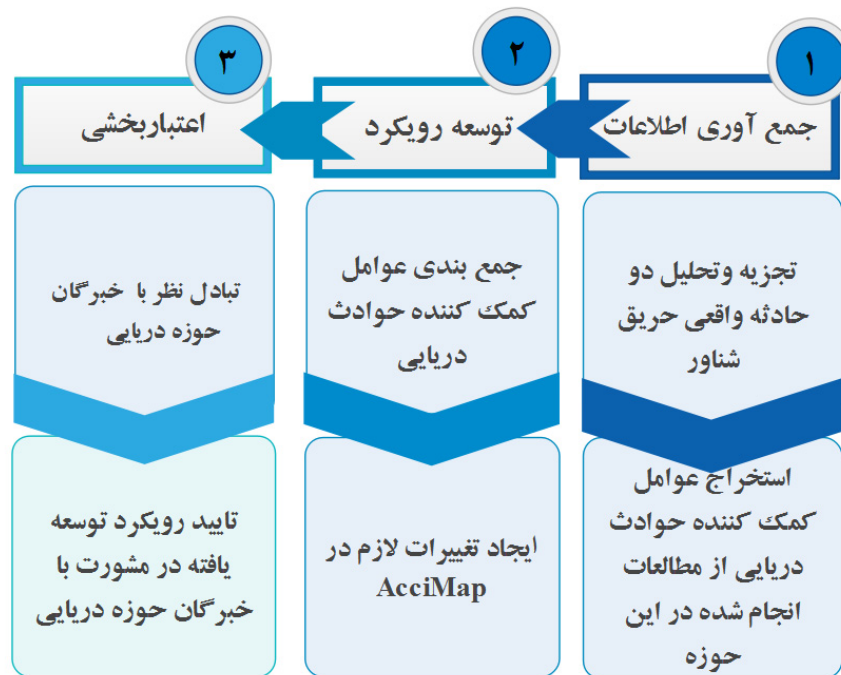 ۱
جمع آوری اطلاعات
تجزیه وتحلیل دو
حادثه واقعی حریق
شناور
استخراج عوامل
کمک کننده حوادث
دریایی از مطالعات
انجام شده در این
حوزه
۲
توسعه رویکرد
جمع بندی عوامل
کمک کننده حوادث
دریایی
ایجاد تغییرات لازم در
AcciMap
۳
اعتباربخشی
تبادل نظر با خبرگان
حوزه دریایی
تایید رویکرد توسعه
یافته در مشورت با
خبرگان حوزه دریایی